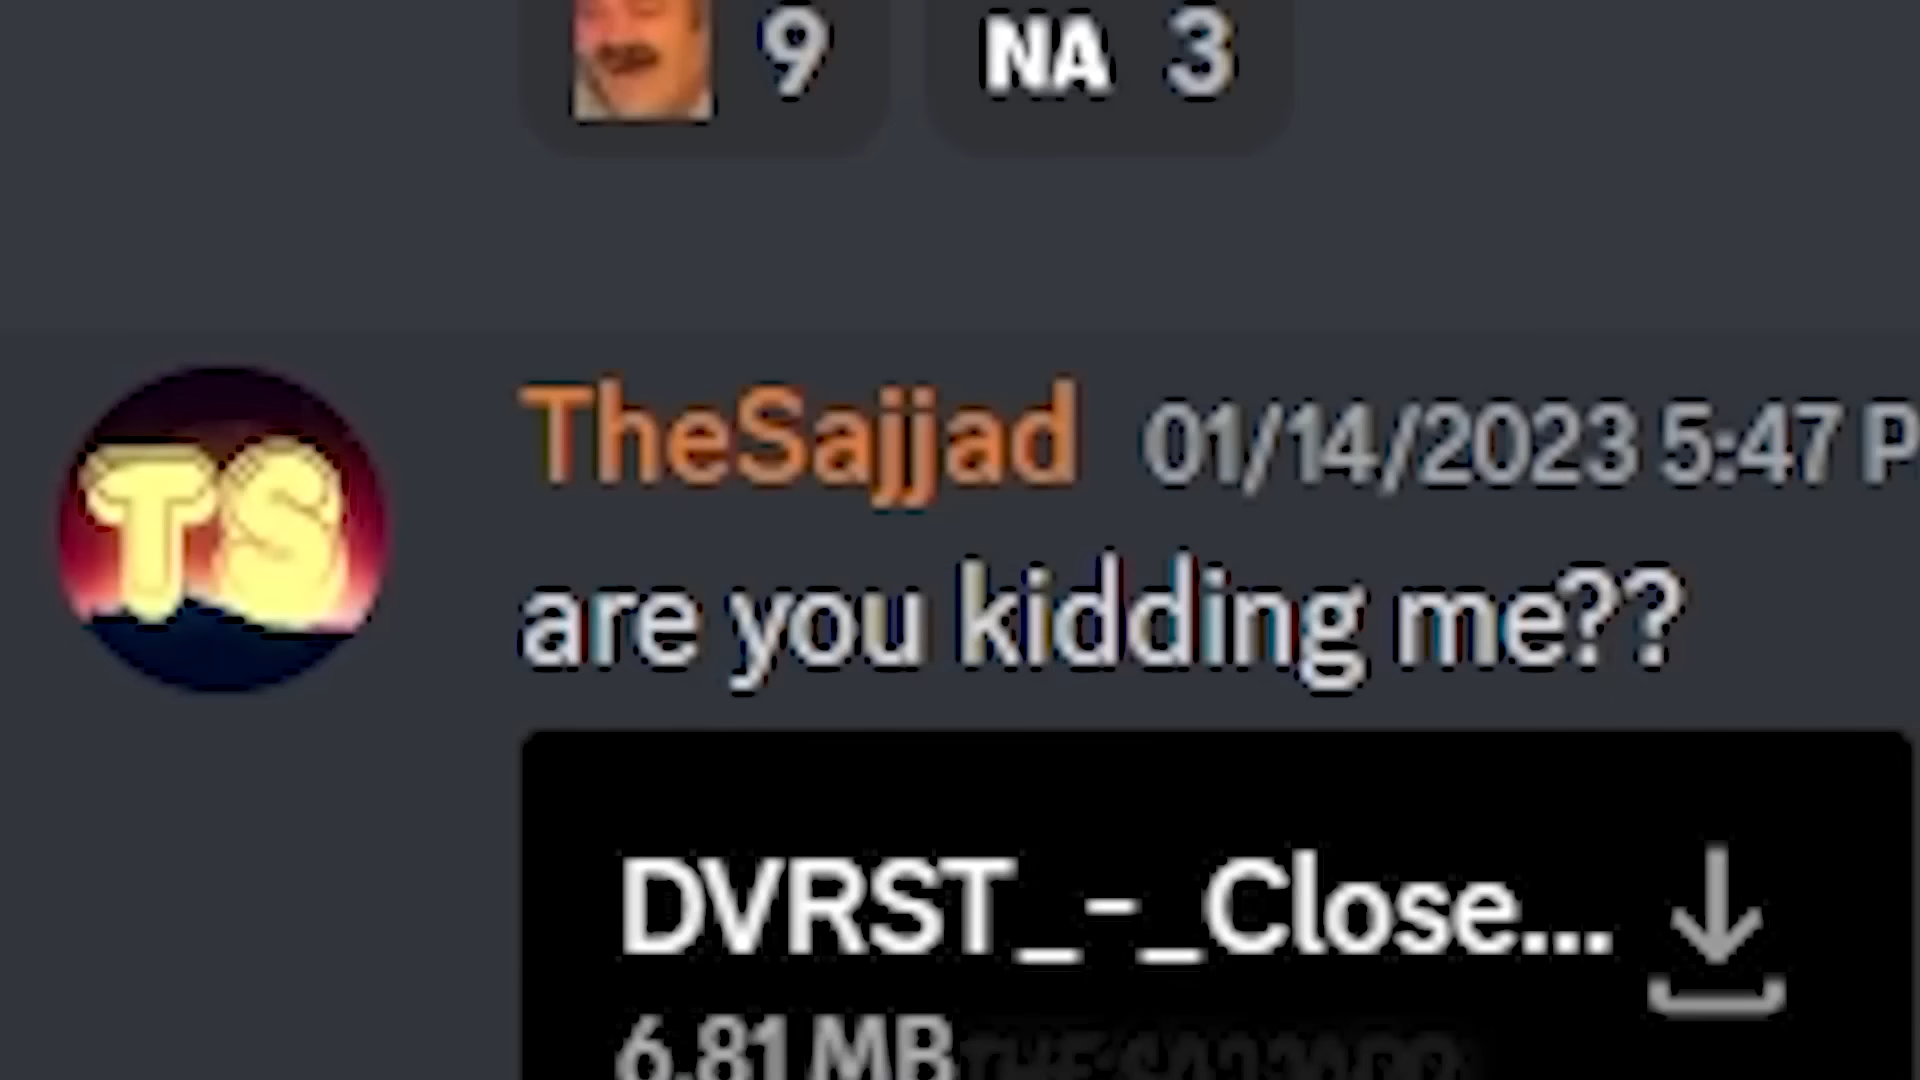 9 NA 3
TS
TheSajjad 01/14/2023 5:47 P
are you kidding me??
DVRST_-_Close...
6.81 MB